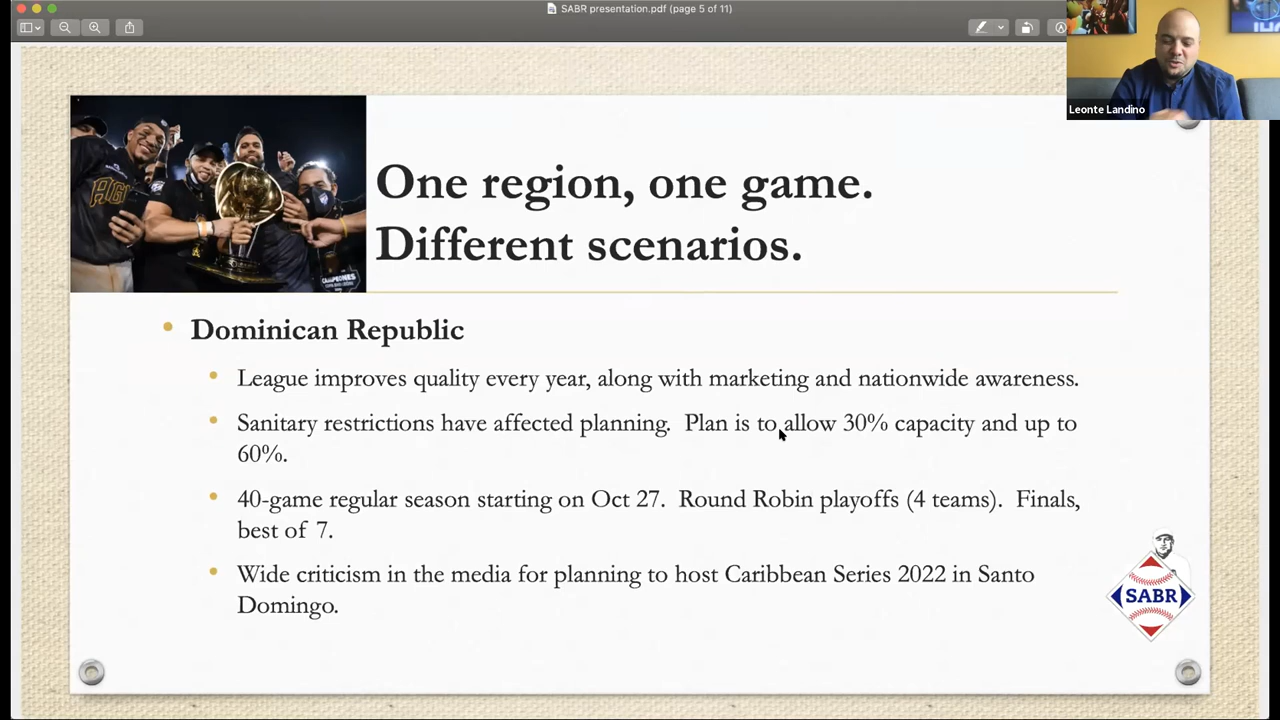 SABR presentation.pdf (page 5 of 11)
Leonte Landino
One region, one game.
Different scenarios.
CAMPEONES
Dominican Republic
League improves quality every year, along with marketing and nationwide awareness.
Sanitary restrictions have affected planning.  Plan is to allow 30% capacity and up to
60%.
40-game regular season starting on Oct 27.  Round Robin playoffs (4 teams).  Finals,
best of 7.
Wide criticism in the media for planning to host Caribbean Series 2022 in Santo
Domingo.
SABR